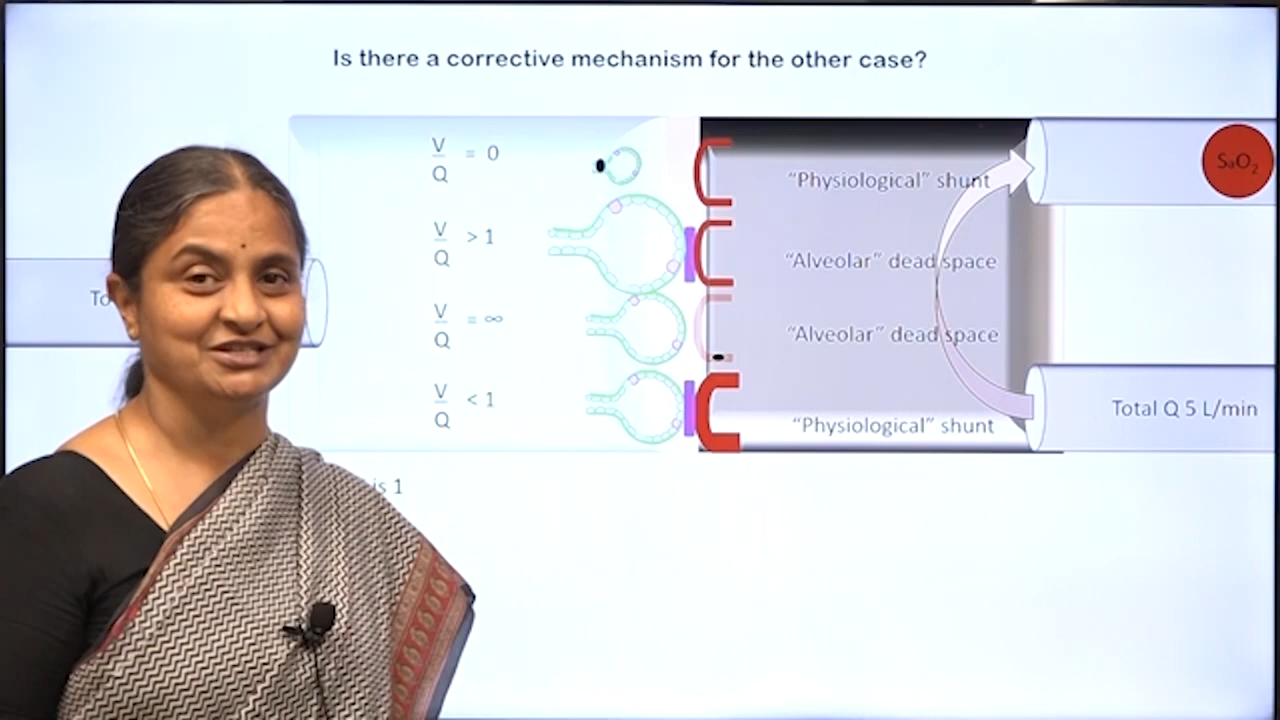 Is there a corrective mechanism for the other case?
V/Q = 0
"Physiological" shunt
SaO₂
V/Q > 1
"Alveolar" dead space
To
V/Q = ∞
"Alveolar" dead space
V/Q < 1
"Physiological" shunt
Total Q 5 L/min
is 1